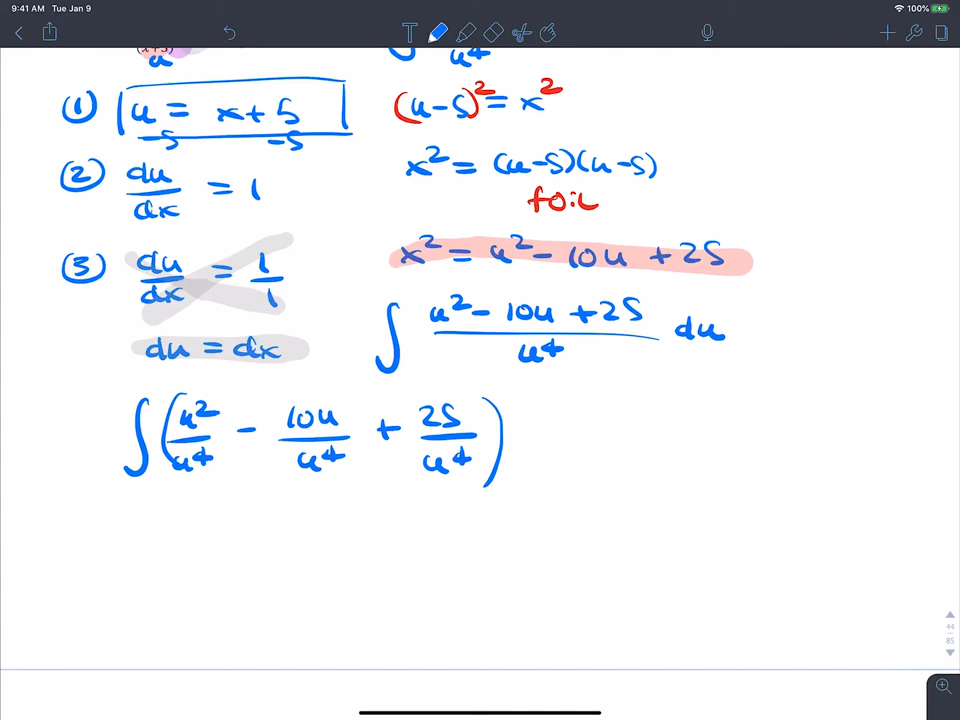 9:41 AM Tue Jan 9
100%
u
u⁴
① u = x + 5
-5 -5
(u-5)² = x²
x² = (u-5)(u-5)
foil
② du/dx = 1
③ du/dx = 1/1
x² = u² - 10u + 25
∫ (u² - 10u + 25)/u⁴ du
du = dx
∫ (u²/u⁴ - 10u/u⁴ + 25/u⁴)
44
85